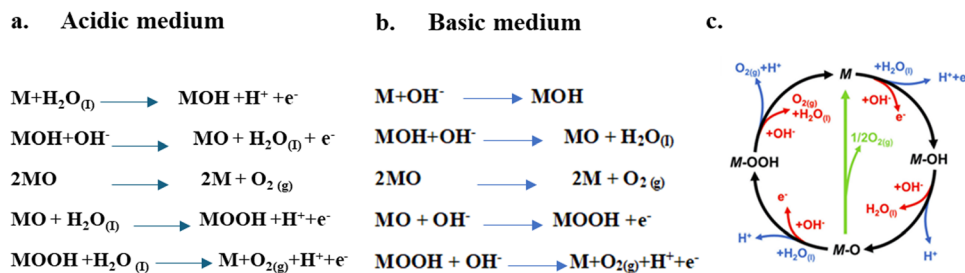 a. Acidic medium
M+H₂O₍ₗ₎ → MOH +H⁺ +e⁻
MOH+OH⁻ → MO + H₂O₍ₗ₎ + e⁻
2MO → 2M + O₂ ₍g₎
MO + H₂O₍ₗ₎ → MOOH +H⁺+e⁻
MOOH +H₂O ₍ₗ₎ → M+O₂₍g₎+H⁺+e⁻
b. Basic medium
M+OH⁻ → MOH
MOH+OH⁻ → MO + H₂O₍ₗ₎
2MO → 2M + O₂₍g₎
MO + OH⁻ → MOOH +e⁻
MOOH + OH⁻ → M+O₂₍g₎+H⁺+e⁻
c.
M
+H₂O₍ₗ₎
H⁺+e⁻
+OH⁻
e⁻
M-OH
+OH⁻
H₂O₍ₗ₎
H⁺
M-O
+OH⁻
e⁻
+H₂O₍ₗ₎
H⁺
M-OOH
+OH⁻
O₂₍g₎
+H₂O₍ₗ₎
O₂₍g₎+H⁺
1/2O₂₍g₎